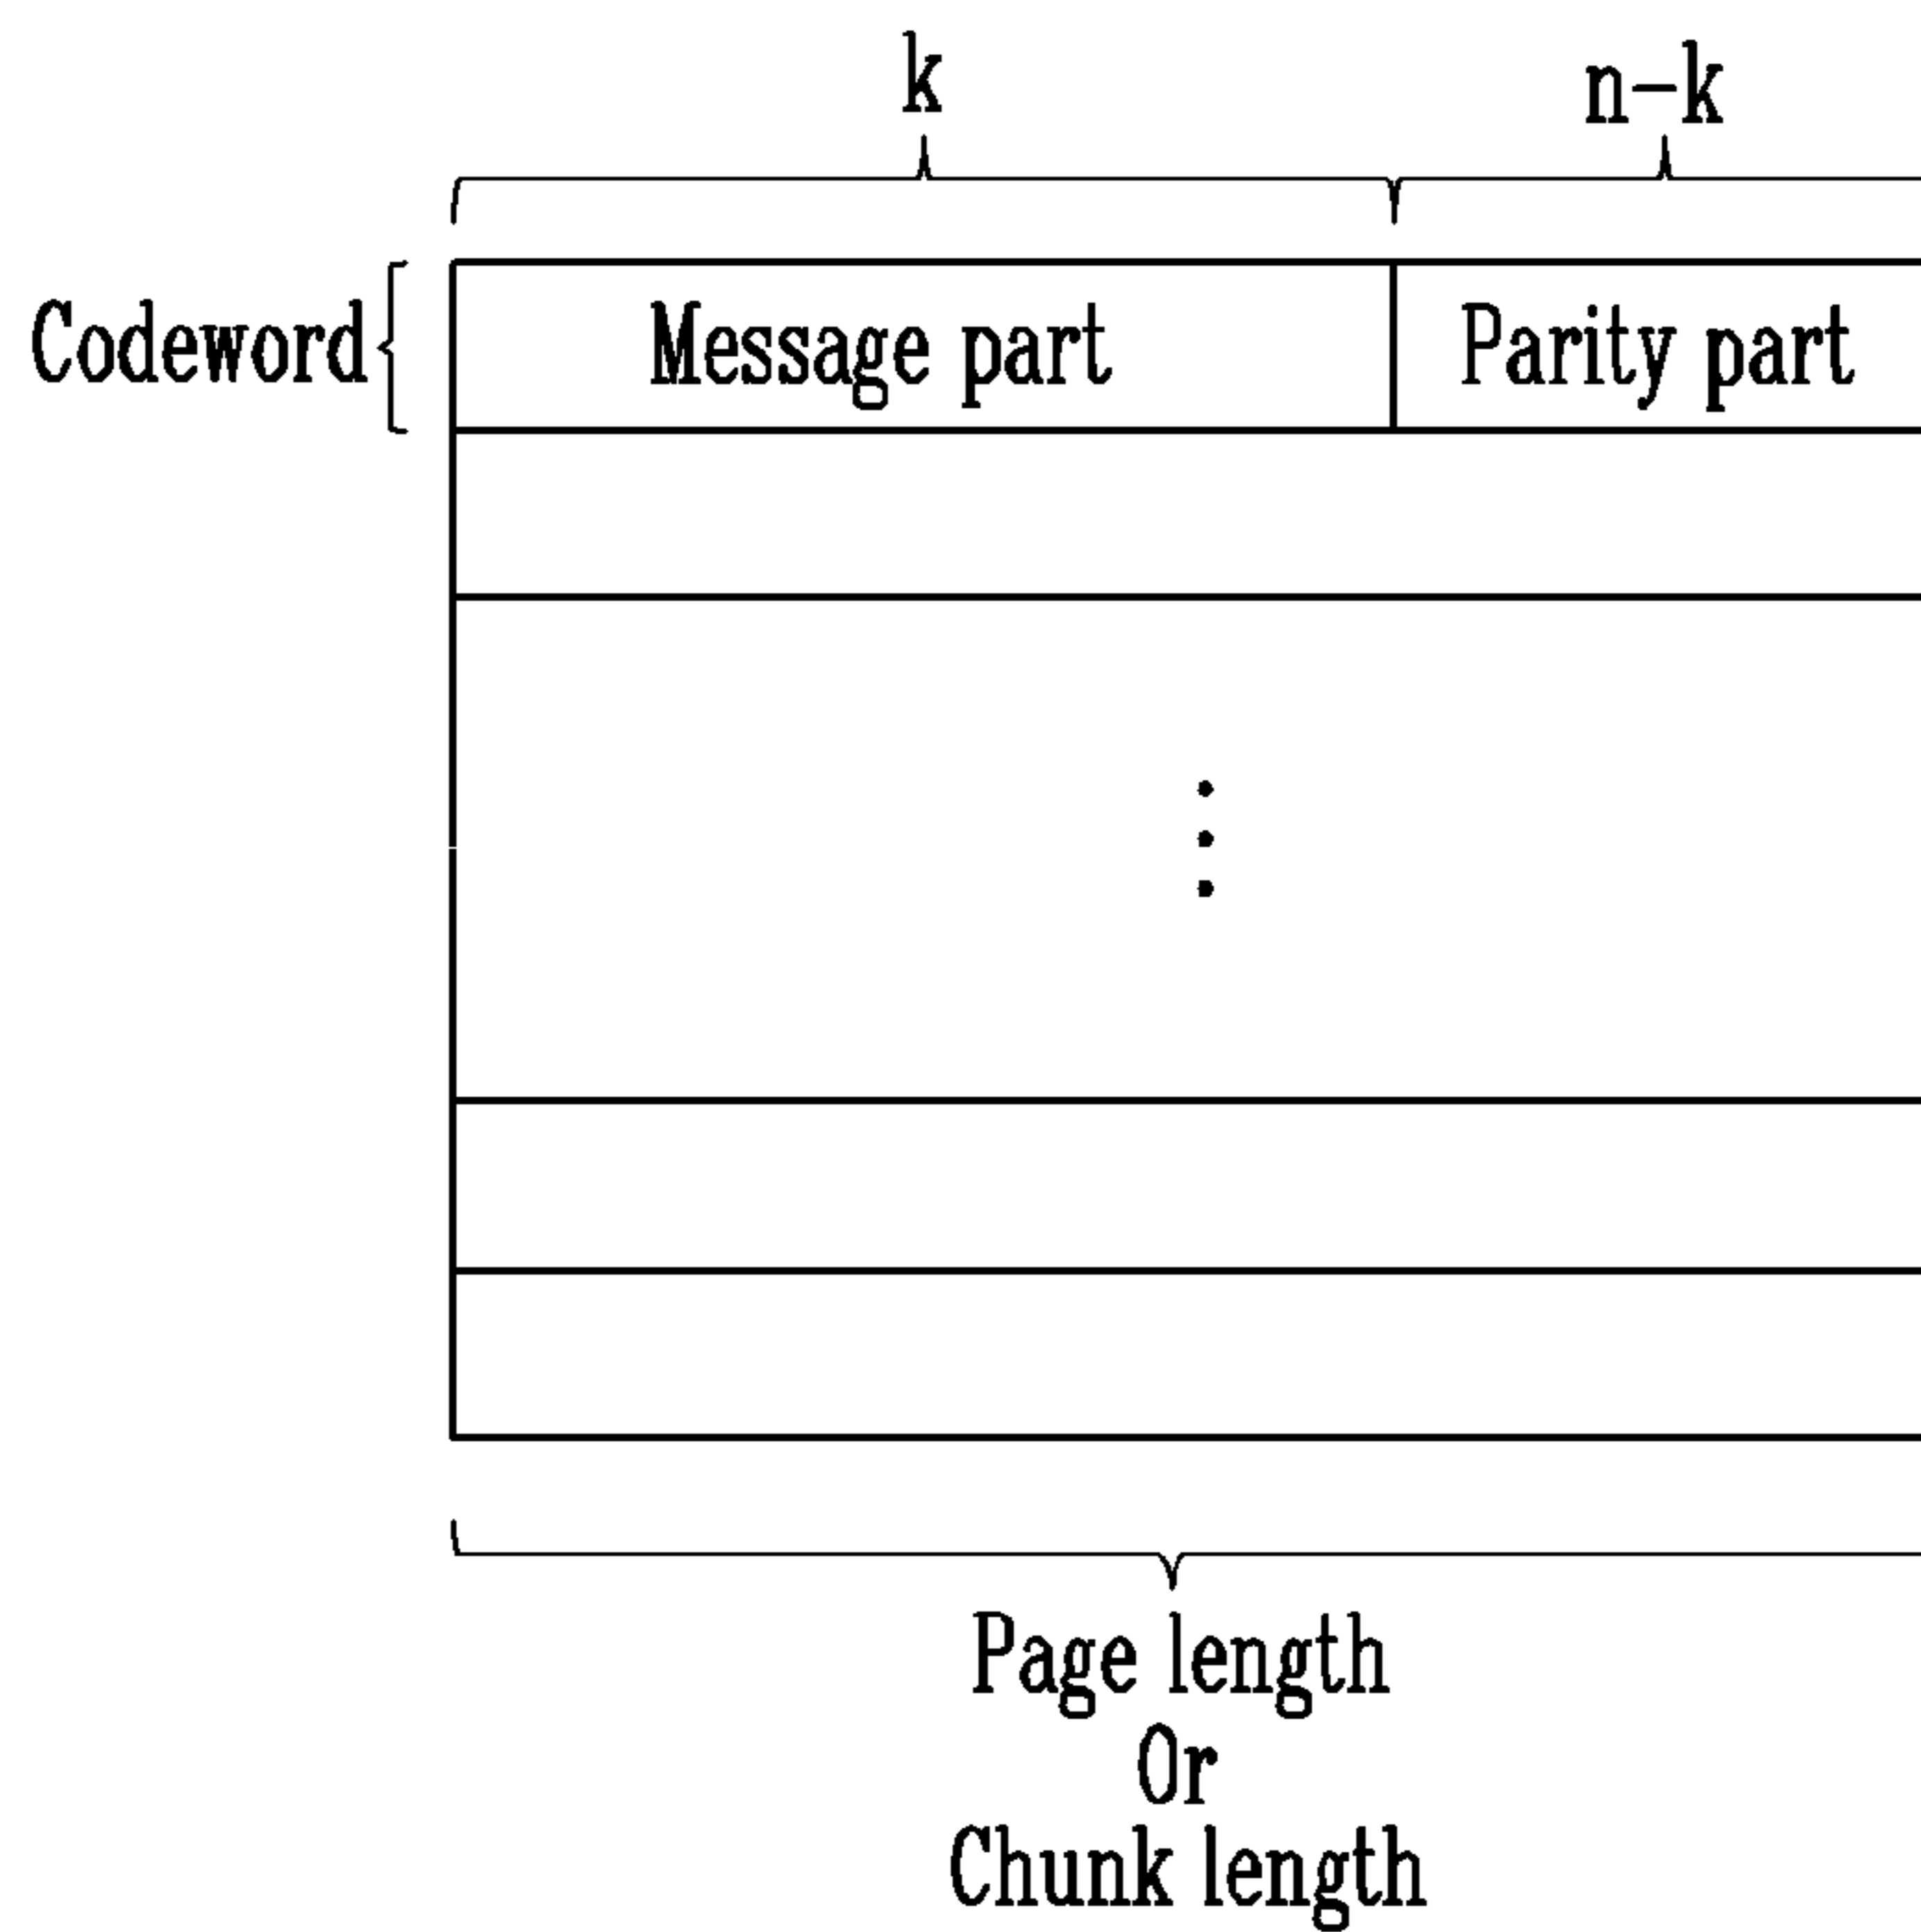 k
n-k
Codeword
Message part
Parity part
Page length
Or
Chunk length